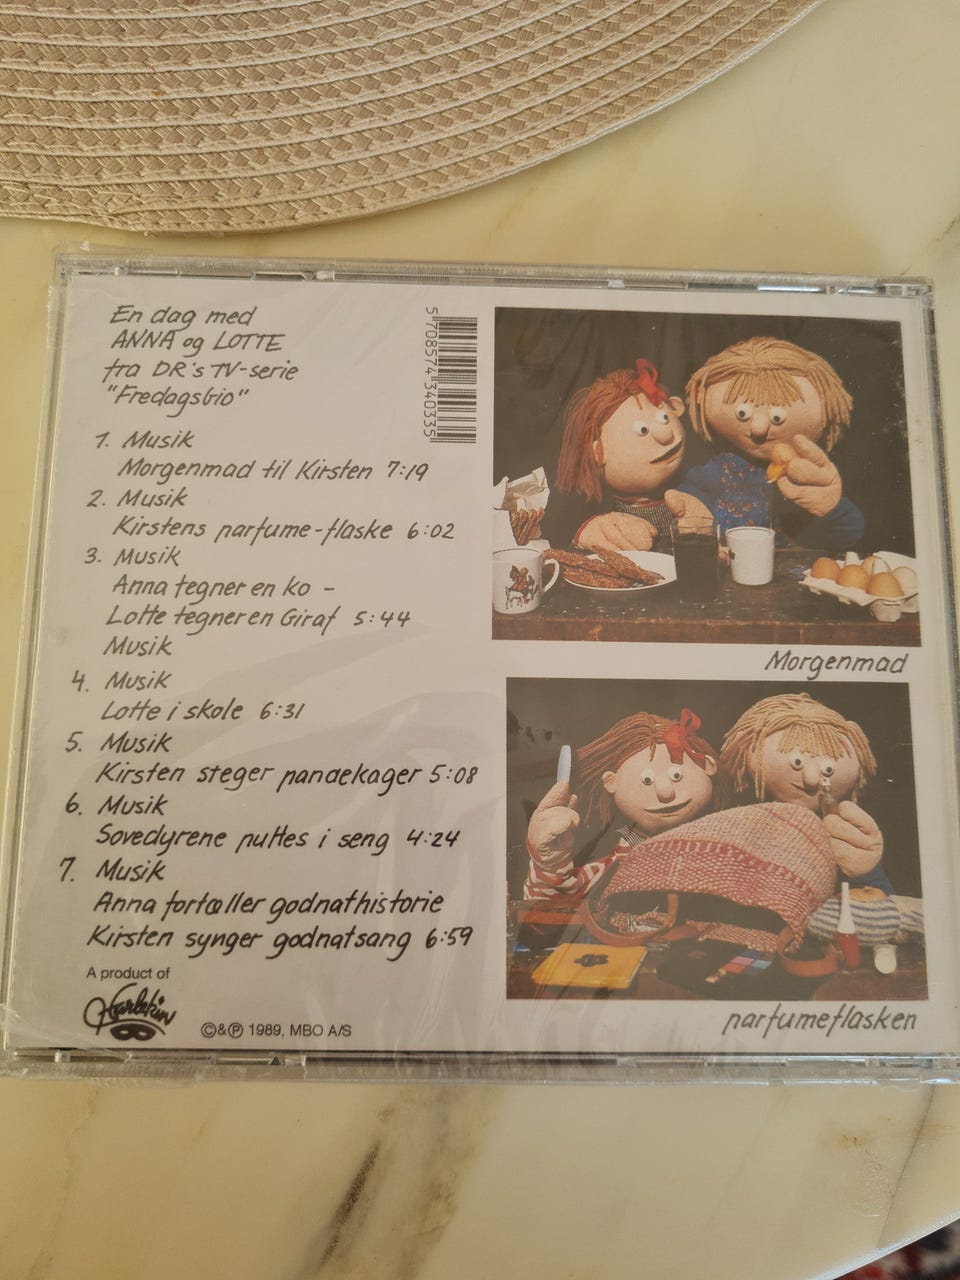 En dag med
ANNA og LOTTE
fra DR's TV-serie
"Fredagsbio"
5 708574 340335
1. Musik
Morgenmad til Kirsten 7:19
2. Musik
Kirstens parfume-flaske 6:02
3. Musik
Anna tegner en ko -
Lotte tegner en Giraf 5:44
Musik
4. Musik
Lotte i skole 6:31
5. Musik
Kirsten steger pandekager 5:08
6. Musik
Sovedyrene puttes i seng 4:24
7. Musik
Anna fortæller godnathistorie
Kirsten synger godnatsang 6:59
A product of
Harlekin
©&℗ 1989, MBO A/S
Morgenmad
parfumeflasken